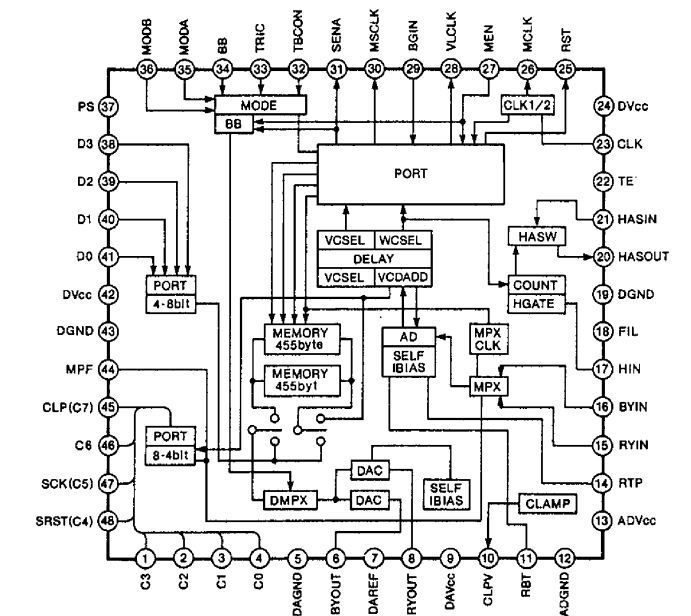 MODB
MODA
BB
TRIC
TBCON
SENA
MSCLK
BGIN
VLCLK
MEN
MCLK
RST
36
35
34
33
32
31
30
29
28
27
26
25
PS 37
D3 38
D2 39
D1 40
D0 41
DVcc 42
DGND 43
MPF 44
CLP(C7) 45
C6 46
SCK(C5) 47
SRST(C4) 48
MODE
BB
CLK1/2
PORT
VCSEL WCSEL
DELAY
VCSEL VCDADD
HASW
COUNT
HGATE
PORT
4-8bit
MEMORY
455byte
MEMORY
455byt
AD
SELF
IBIAS
MPX
CLK
MPX
PORT
8-4bit
DMPX
DAC
DAC
SELF
IBIAS
CLAMP
24 DVcc
23 CLK
22 TE
21 HASIN
20 HASOUT
19 DGND
18 FIL
17 HIN
16 BYIN
15 RYIN
14 RTP
13 ADVcc
1
2
3
4
5
6
7
8
9
10
11
12
C3
C2
C1
C0
DAGND
BYOUT
DAREF
RYOUT
DAVcc
CLPV
RBT
ADGND